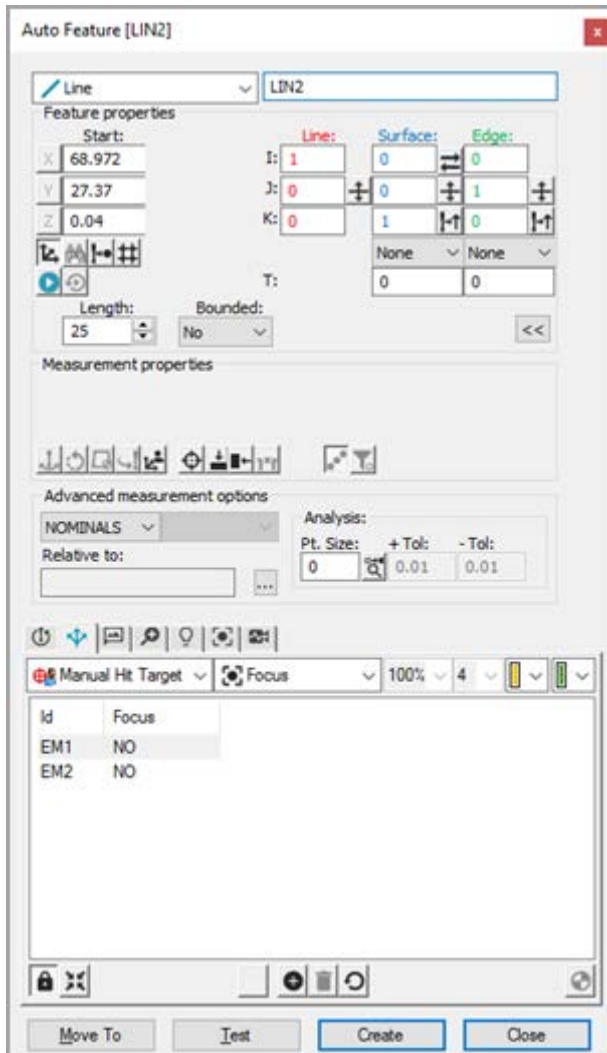 Auto Feature [LIN2]
x
Line LIN2
Feature properties
Start: Line: Surface: Edge:
X 68.972 I: 1 0 0
Y 27.37 J: 0 0 1
Z 0.04 K: 0 1 0
None None
T: 0 0
Length: Bounded:
25 No <<
Measurement properties
Advanced measurement options
NOMINALS
Analysis:
Relative to: Pt. Size: + Tol: - Tol:
0 0.01 0.01
...
Manual Hit Target Focus 100% 4
Id Focus
EM1 NO
EM2 NO
Move To Test Create Close